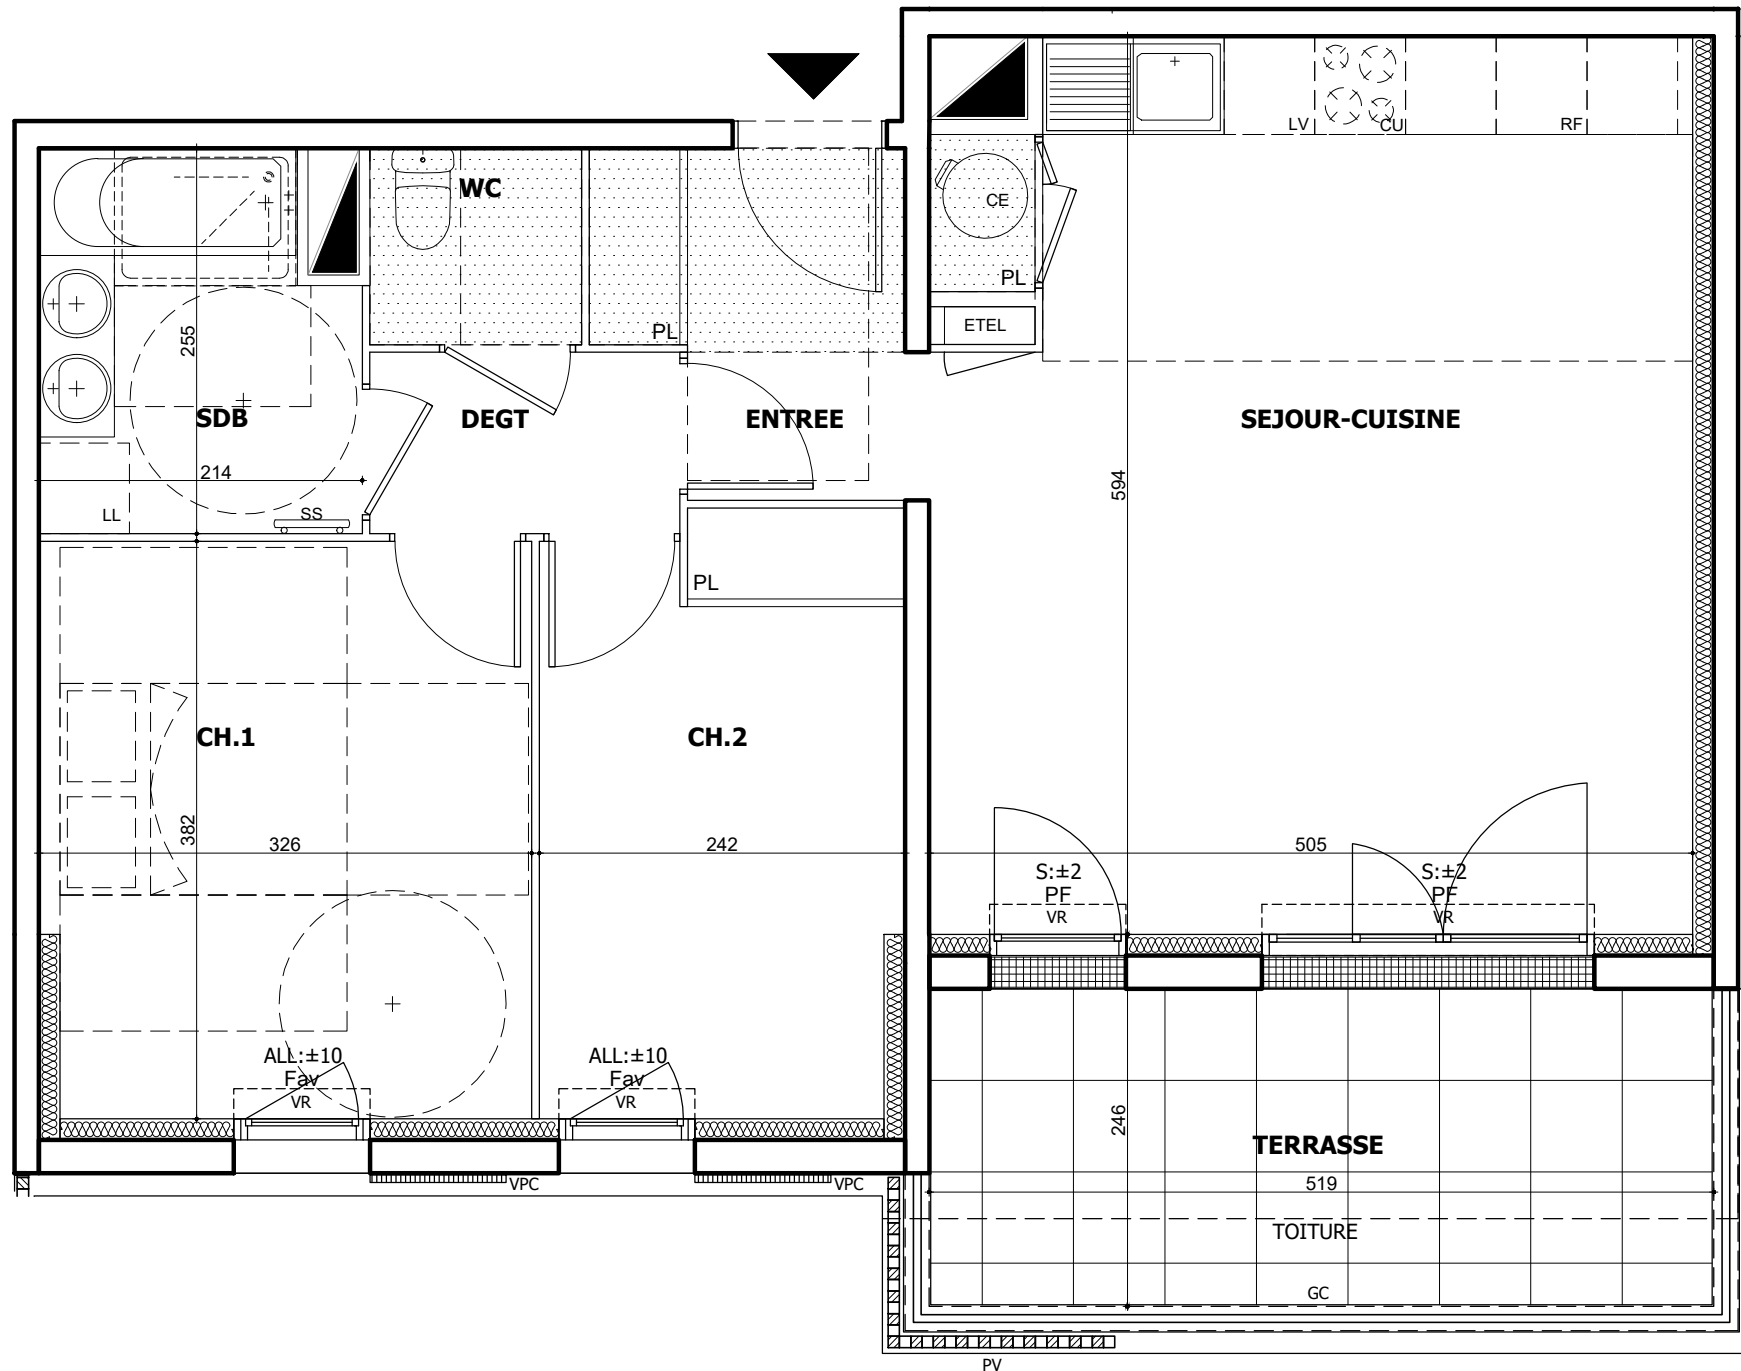 LV
CU
RF
WC
CE
PL
PL
ETEL
255
SDB
DEGT
ENTREE
SEJOUR-CUISINE
214
594
LL
SS
PL
CH.1
CH.2
382
326
242
505
S:±2
PF
VR
S:±2
PF
VR
ALL:±10
Fav
VR
ALL:±10
Fav
VR
246
TERRASSE
VPC
VPC
519
TOITURE
GC
PV